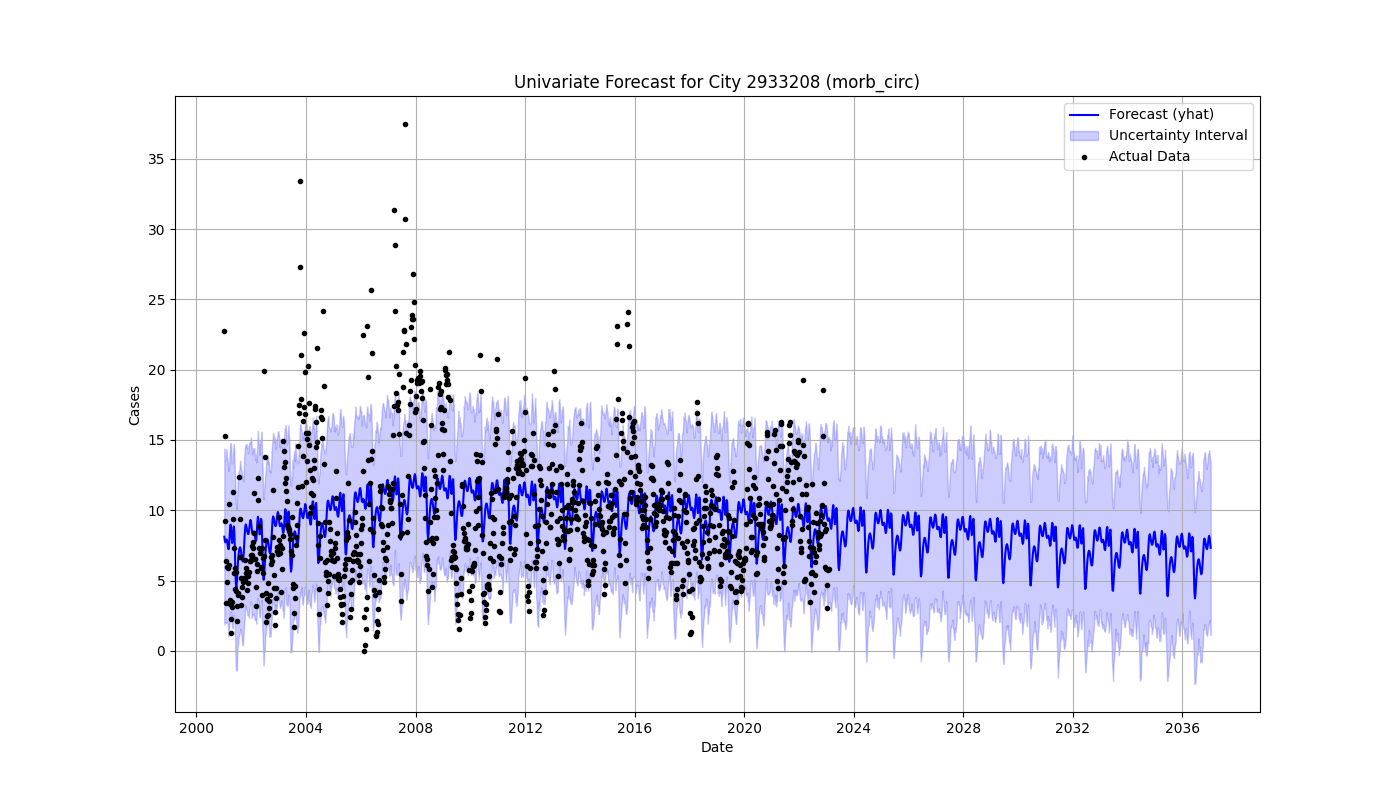 Univariate Forecast for City 2933208 (morb_circ)
Forecast (yhat)
Uncertainty Interval
Actual Data
Cases
35
30
25
20
15
10
5
0
2000 2004 2008 2012 2016 2020 2024 2028 2032 2036
Date